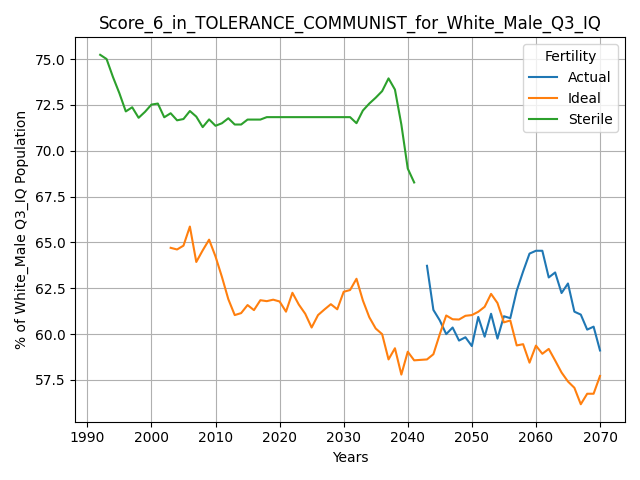 Score_6_in_TOLERANCE_COMMUNIST_for_White_Male_Q3_IQ
% of White_Male Q3_IQ Population
75.0
72.5
70.0
67.5
65.0
62.5
60.0
57.5
Fertility
Actual
Ideal
Sterile
1990 2000 2010 2020 2030 2040 2050 2060 2070
Years